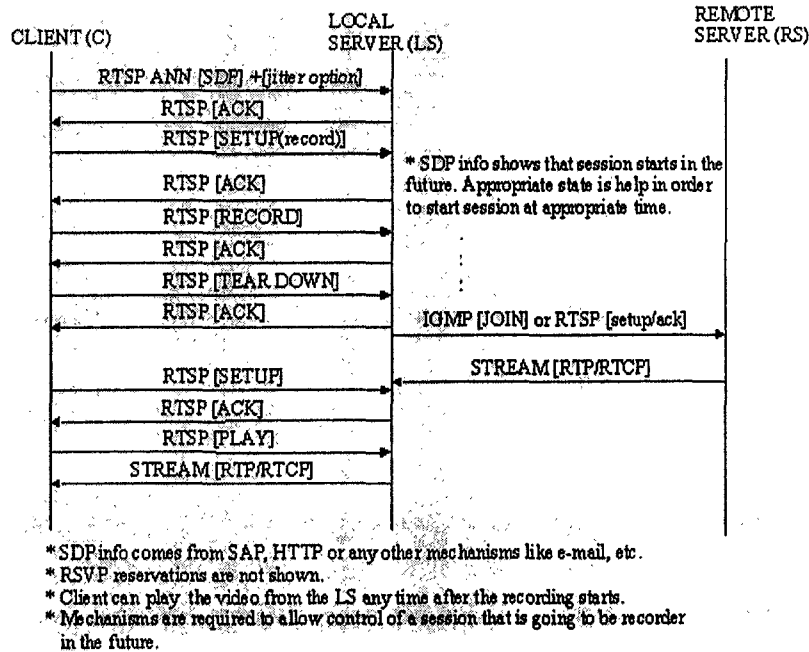 CLIENT (C)
LOCAL
SERVER (LS)
REMOTE
SERVER (RS)
RTSP ANN [SDP] +[jitter option]
RTSP [ACK]
RTSP [SETUP(record)]
* SDP info shows that session starts in the
future. Appropriate state is help in order
to start session at appropriate time.
RTSP [ACK]
RTSP [RECORD]
RTSP [ACK]
RTSP [TEAR DOWN]
RTSP [ACK]
IGMP [JOIN] or RTSP [setup/ack]
STREAM [RTP/RTCP]
RTSP [SETUP]
RTSP [ACK]
RTSP [PLAY]
STREAM [RTP/RTCP]
* SDP info comes from SAP, HTTP or any other mechanisms like e-mail, etc.
* RSVP reservations are not shown.
* Client can play the video from the LS any time after the recording starts.
* Mechanisms are required to allow control of a session that is going to be recorder
in the future.